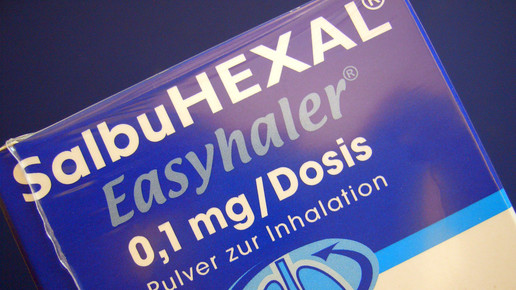 SalbuHEXAL®
Easyhaler®
0,1 mg/Dosis
Pulver zur Inhalation